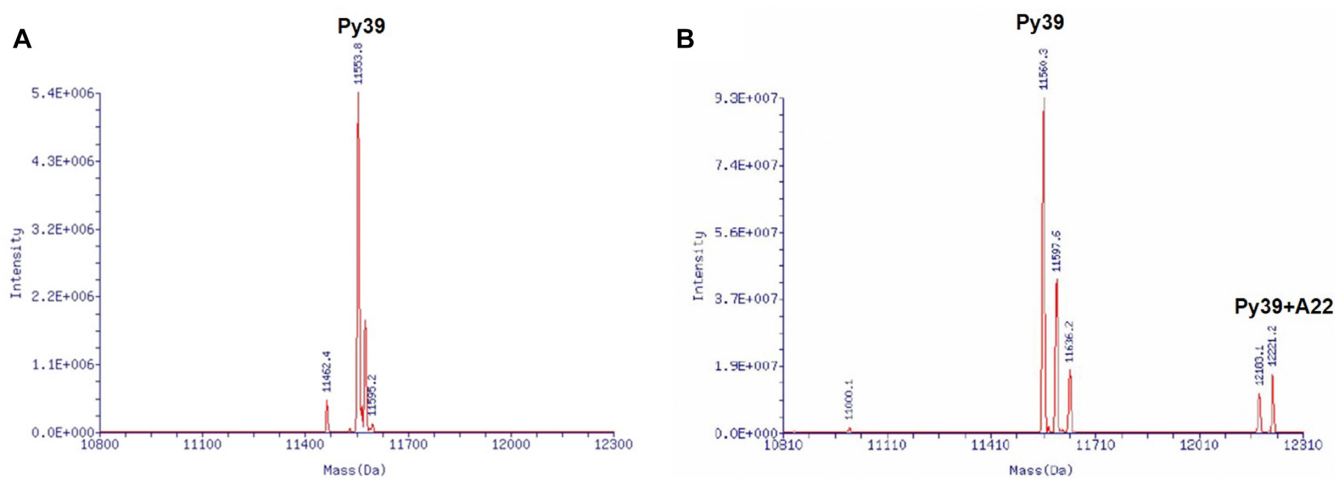 A
Py39
11553.8
5.4E+006
4.3E+006
3.2E+006
2.2E+006
1.1E+006
0.0E+000
Intensity
11462.4
11595.2
10800
11100
11400
11700
12000
12300
Mass(Da)
B
Py39
11560.3
9.3E+007
7.4E+007
5.6E+007
3.7E+007
1.9E+007
0.0E+000
Intensity
11597.6
11636.2
11000.1
Py39+A22
12183.1
12221.2
10810
11110
11410
11710
12010
12310
Mass(Da)